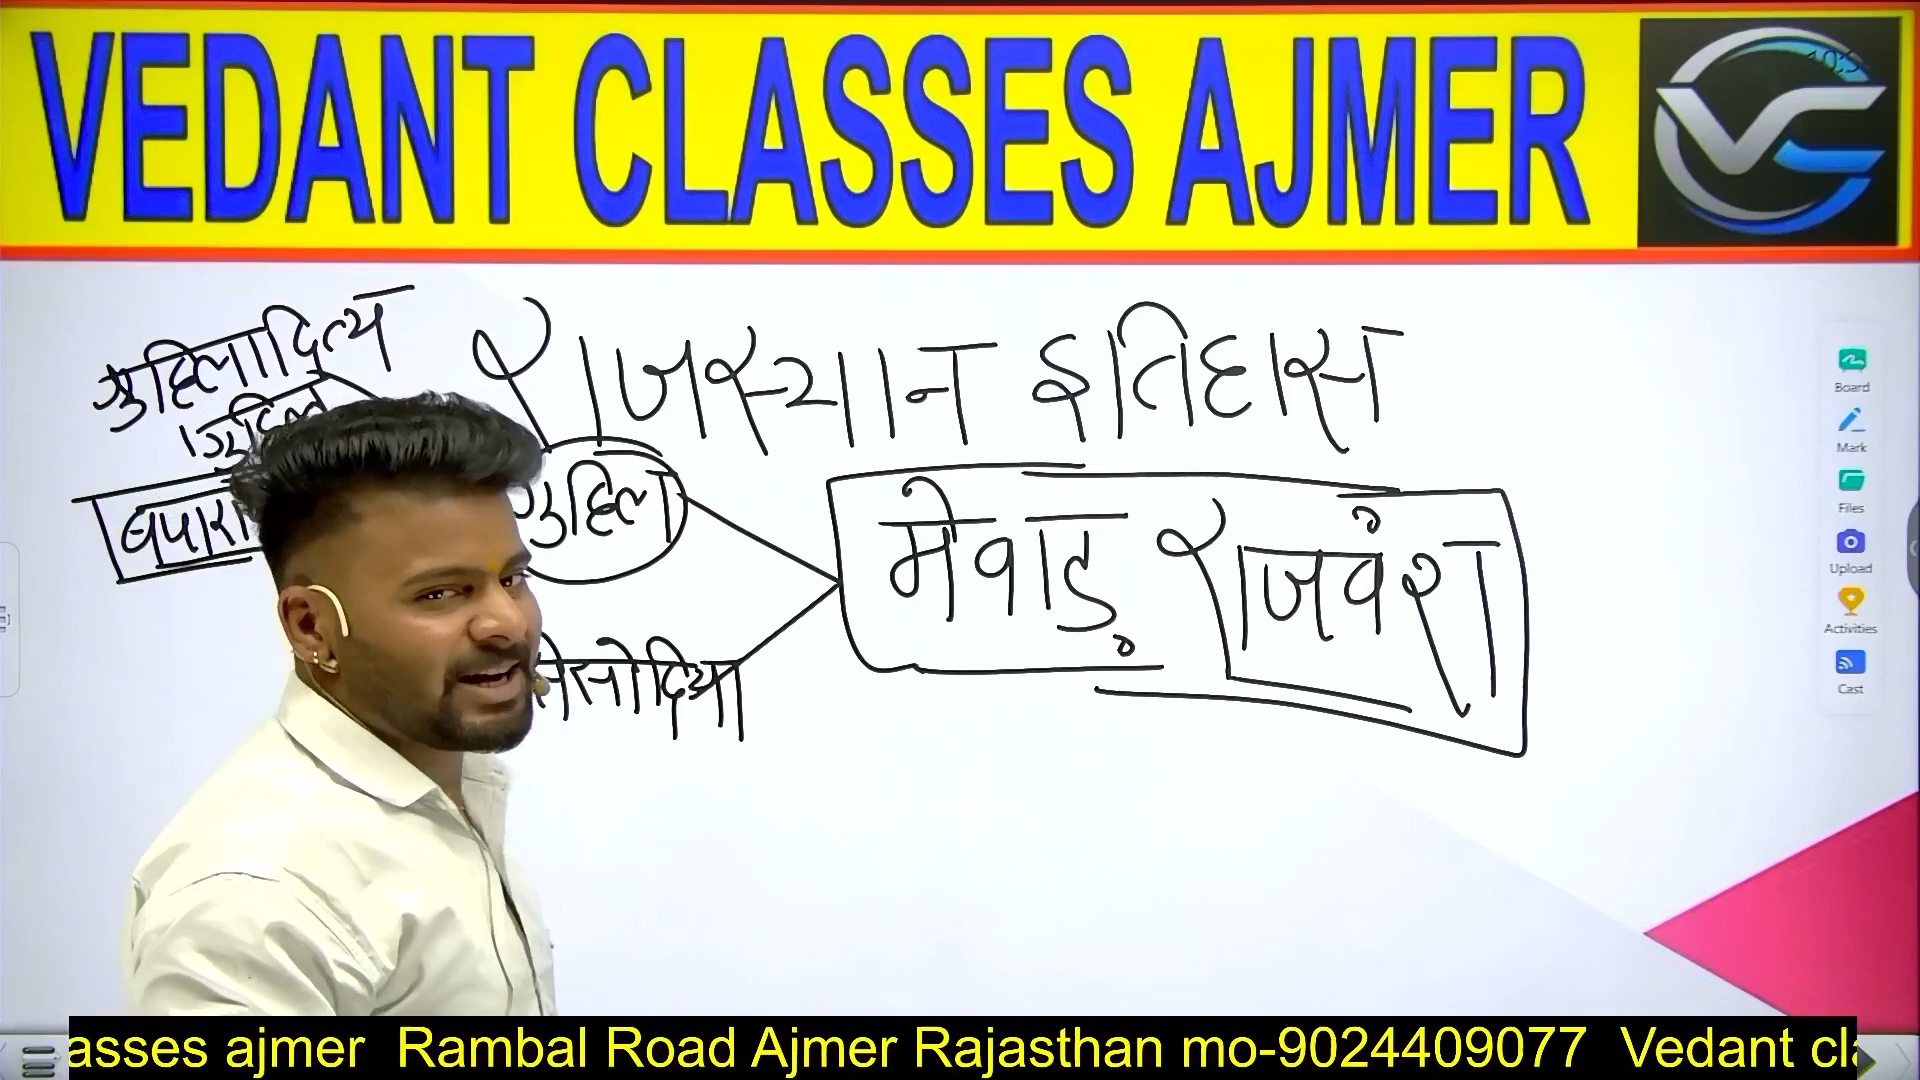 VEDANT CLASSES AJMER
राजस्थान इतिहास
गुहिलादित्य
गुहिल
मेवाड़ राजवंश
Board
Mark
Files
Upload
Activities
Cast
asses ajmer Rambal Road Ajmer Rajasthan mo-9024409077 Vedant cla